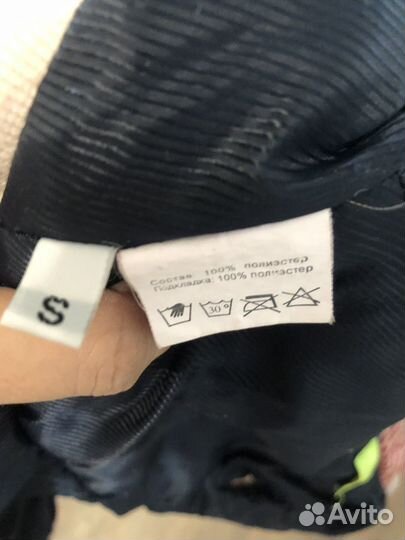 S
Состав: 100% полиэстер
Подкладка: 100% полиэстер
30°
Avito